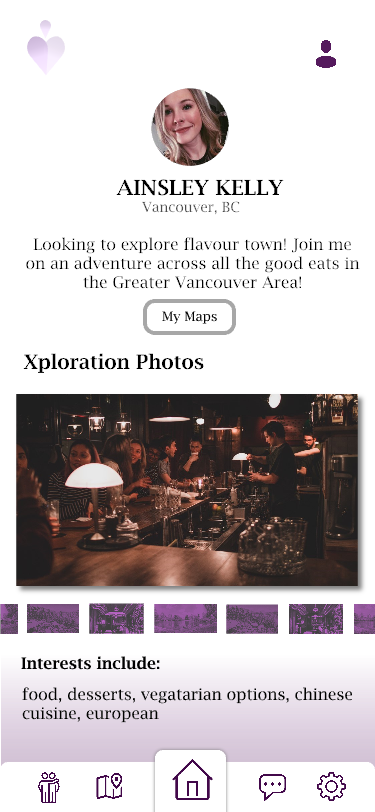 AINSLEY KELLY
Vancouver, BC
Looking to explore flavour town! Join me
on an adventure across all the good eats in
the Greater Vancouver Area!
My Maps
Xploration Photos
Interests include:
food, desserts, vegatarian options, chinese
cuisine, european